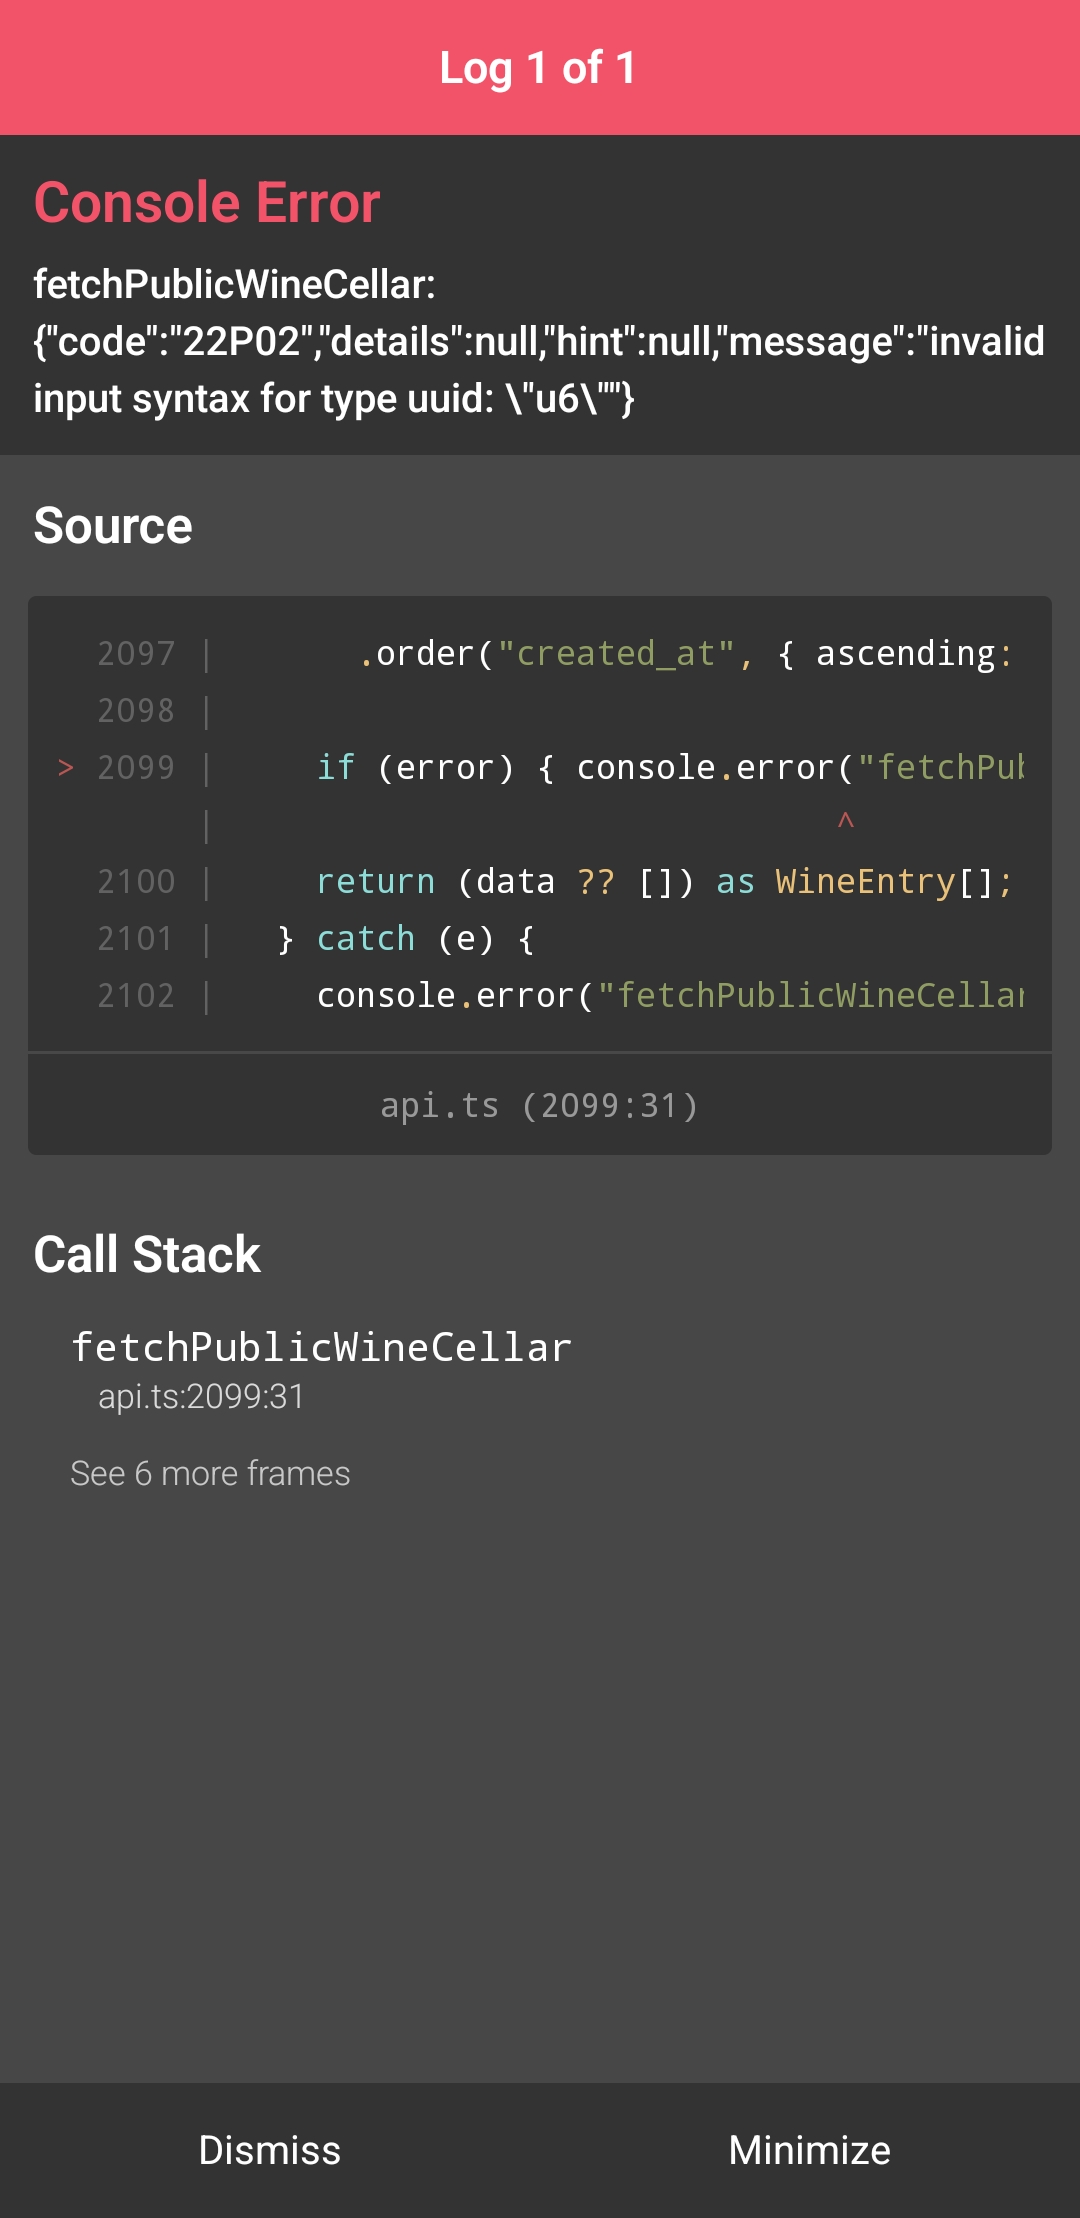 Log 1 of 1
Console Error
fetchPublicWineCellar:
{"code":"22P02","details":null,"hint":null,"message":"invalid
input syntax for type uuid: \"u6\""}
Source
2097 |       .order("created_at", { ascending:
2098 |
> 2099 |     if (error) { console.error("fetchPub
| ^
2100 |     return (data ?? []) as WineEntry[];
2101 |   } catch (e) {
2102 |     console.error("fetchPublicWineCellar
api.ts (2099:31)
Call Stack
fetchPublicWineCellar
api.ts:2099:31
See 6 more frames
Dismiss
Minimize